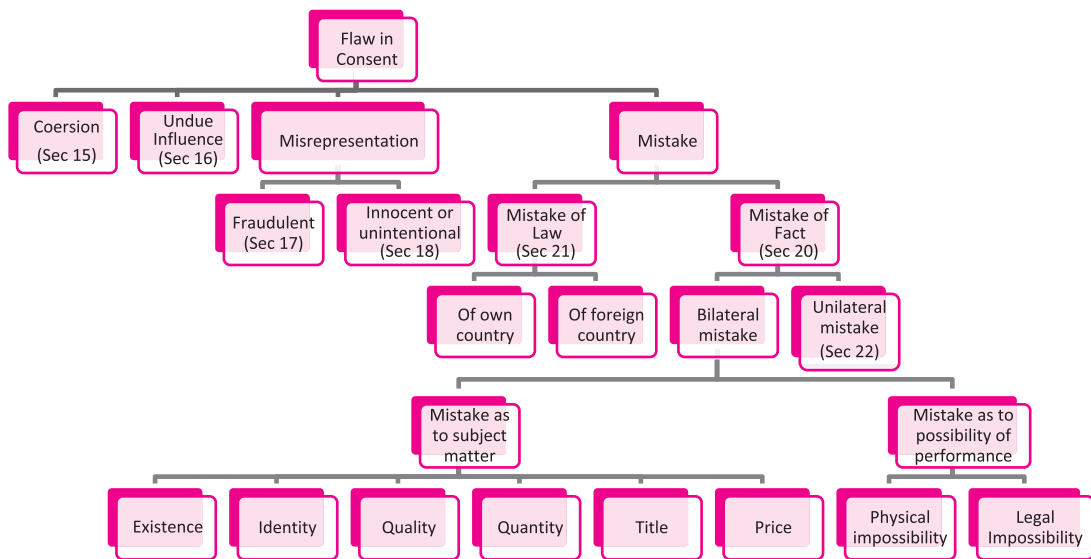 Flaw in
Consent
Coersion
(Sec 15)
Undue
Influence
(Sec 16)
Misrepresentation
Mistake
Fraudulent
(Sec 17)
Innocent or
unintentional
(Sec 18)
Mistake of
Law
(Sec 21)
Mistake of
Fact
(Sec 20)
Of own
country
Of foreign
country
Bilateral
mistake
Unilateral
mistake
(Sec 22)
Mistake as
to subject
matter
Mistake as to
possibility of
performance
Existence
Identity
Quality
Quantity
Title
Price
Physical
impossibility
Legal
Impossibility